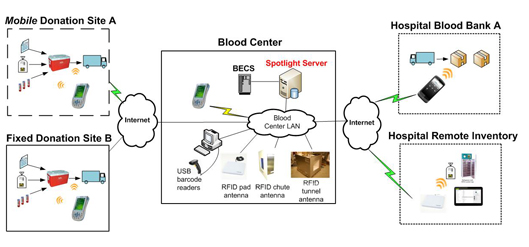 Mobile Donation Site A
Internet
Fixed Donation Site B
Blood Center
BECS
Spotlight Server
Blood
Center LAN
USB
barcode
readers
RFID pad
antenna
RFID chute
antenna
RFID
tunnel
antenna
Internet
Hospital Blood Bank A
Hospital Remote Inventory